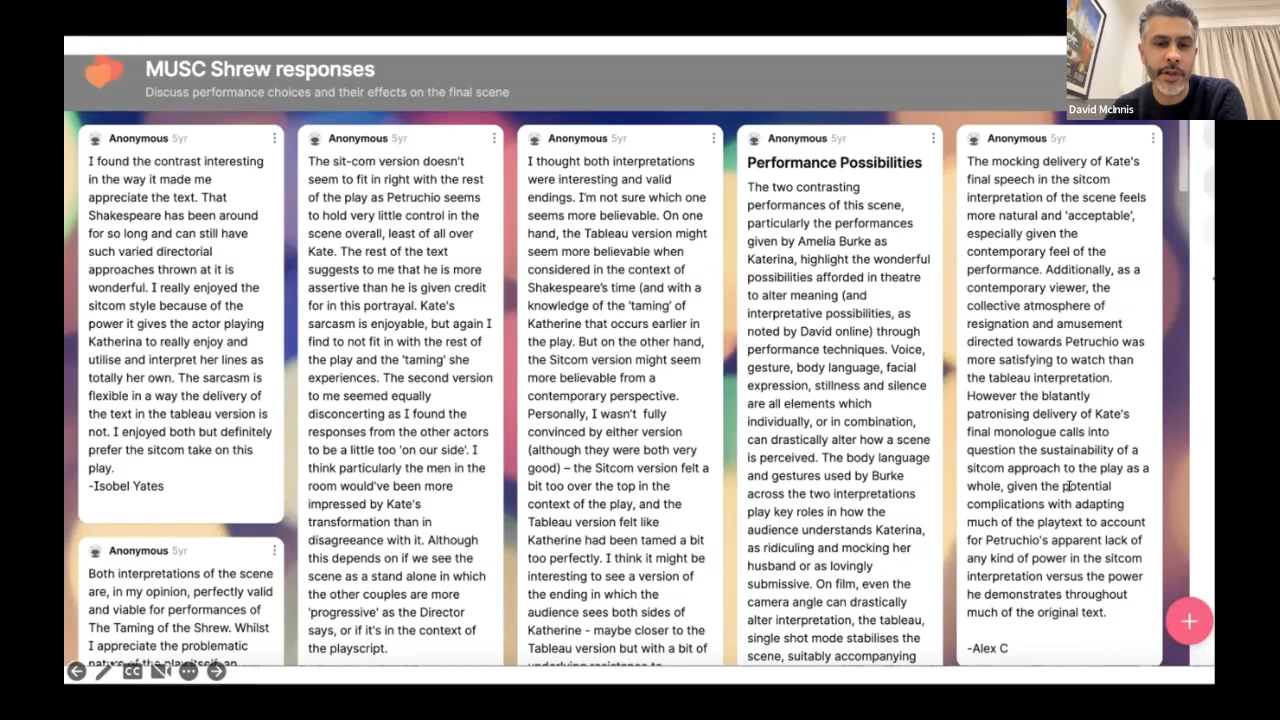 MUSC Shrew responses
Discuss performance choices and their effects on the final scene
David McInnis
Anonymous 5yr
I found the contrast interesting
in the way it made me
appreciate the text. That
Shakespeare has been around
for so long and can still have
such varied directorial
approaches thrown at it is
wonderful. I really enjoyed the
sitcom style because of the
power it gives the actor playing
Katherina to really enjoy and
utilise and interpret her lines as
totally her own. The sarcasm is
flexible in a way the delivery of
the text in the tableau version is
not. I enjoyed both but definitely
prefer the sitcom take on this
play.
-Isobel Yates
Anonymous 5yr
Both interpretations of the scene
are, in my opinion, perfectly valid
and viable for performances of
The Taming of the Shrew. Whilst
I appreciate the problematic
nature of the play itself, an
Anonymous 5yr
The sit-com version doesn't
seem to fit in right with the rest
of the play as Petruchio seems
to hold very little control in the
scene overall, least of all over
Kate. The rest of the text
suggests to me that he is more
assertive than he is given credit
for in this portrayal. Kate's
sarcasm is enjoyable, but again I
find to not fit in with the rest of
the play and the 'taming' she
experiences. The second version
to me seemed equally
disconcerting as I found the
responses from the other actors
to be a little too 'on our side'. I
think particularly the men in the
room would've been more
impressed by Kate's
transformation than in
disagreeance with it. Although
this depends on if we see the
scene as a stand alone in which
the other couples are more
'progressive' as the Director
says, or if it's in the context of
the playscript.
Anonymous 5yr
I thought both interpretations
were interesting and valid
endings. I'm not sure which one
seems more believable. On one
hand, the Tableau version might
seem more believable when
considered in the context of
Shakespeare's time (and with a
knowledge of the 'taming' of
Katherine that occurs earlier in
the play. But on the other hand,
the Sitcom version might seem
more believable from a
contemporary perspective.
Personally, I wasn't fully
convinced by either version
(although they were both very
good) – the Sitcom version felt a
bit too over the top in the
context of the play, and the
Tableau version felt like
Katherine had been tamed a bit
too perfectly. I think it might be
interesting to see a version of
the ending in which the
audience sees both sides of
Katherine - maybe closer to the
Tableau version but with a bit of
underlying resistance to
Anonymous 5yr
Performance Possibilities
The two contrasting
performances of this scene,
particularly the performances
given by Amelia Burke as
Katerina, highlight the wonderful
possibilities afforded in theatre
to alter meaning (and
interpretative possibilities, as
noted by David online) through
performance techniques. Voice,
gesture, body language, facial
expression, stillness and silence
are all elements which
individually, or in combination,
can drastically alter how a scene
is perceived. The body language
and gestures used by Burke
across the two interpretations
play key roles in how the
audience understands Katerina,
as ridiculing and mocking her
husband or as lovingly
submissive. On film, even the
camera angle can drastically
alter interpretation, the tableau,
single shot mode stabilises the
scene, suitably accompanying
Anonymous 5yr
The mocking delivery of Kate's
final speech in the sitcom
interpretation of the scene feels
more natural and 'acceptable',
especially given the
contemporary feel of the
performance. Additionally, as a
contemporary viewer, the
collective atmosphere of
resignation and amusement
directed towards Petruchio was
more satisfying to watch than
the tableau interpretation.
However the blatantly
patronising delivery of Kate's
final monologue calls into
question the sustainability of a
sitcom approach to the play as a
whole, given the potential
complications with adapting
much of the playtext to account
for Petruchio's apparent lack of
any kind of power in the sitcom
interpretation versus the power
he demonstrates throughout
much of the original text.
-Alex C
CC